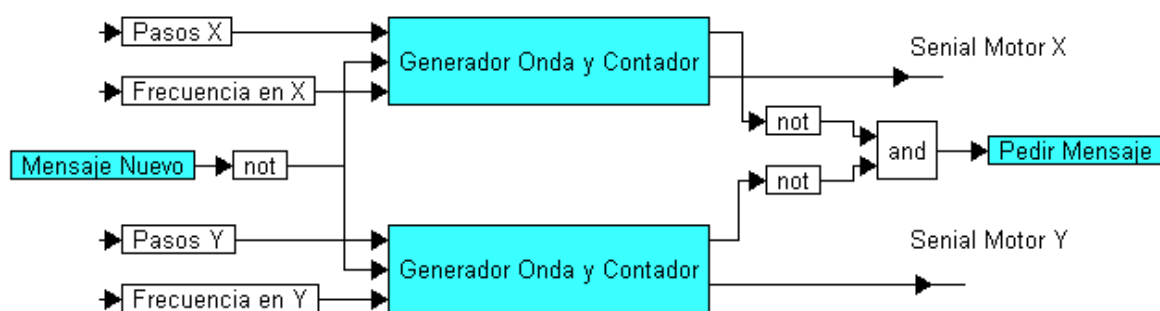 Pasos X
Generador Onda y Contador
Senial Motor X
Frecuencia en X
not
and
Pedir Mensaje
Mensaje Nuevo
not
not
Pasos Y
Generador Onda y Contador
Senial Motor Y
Frecuencia en Y